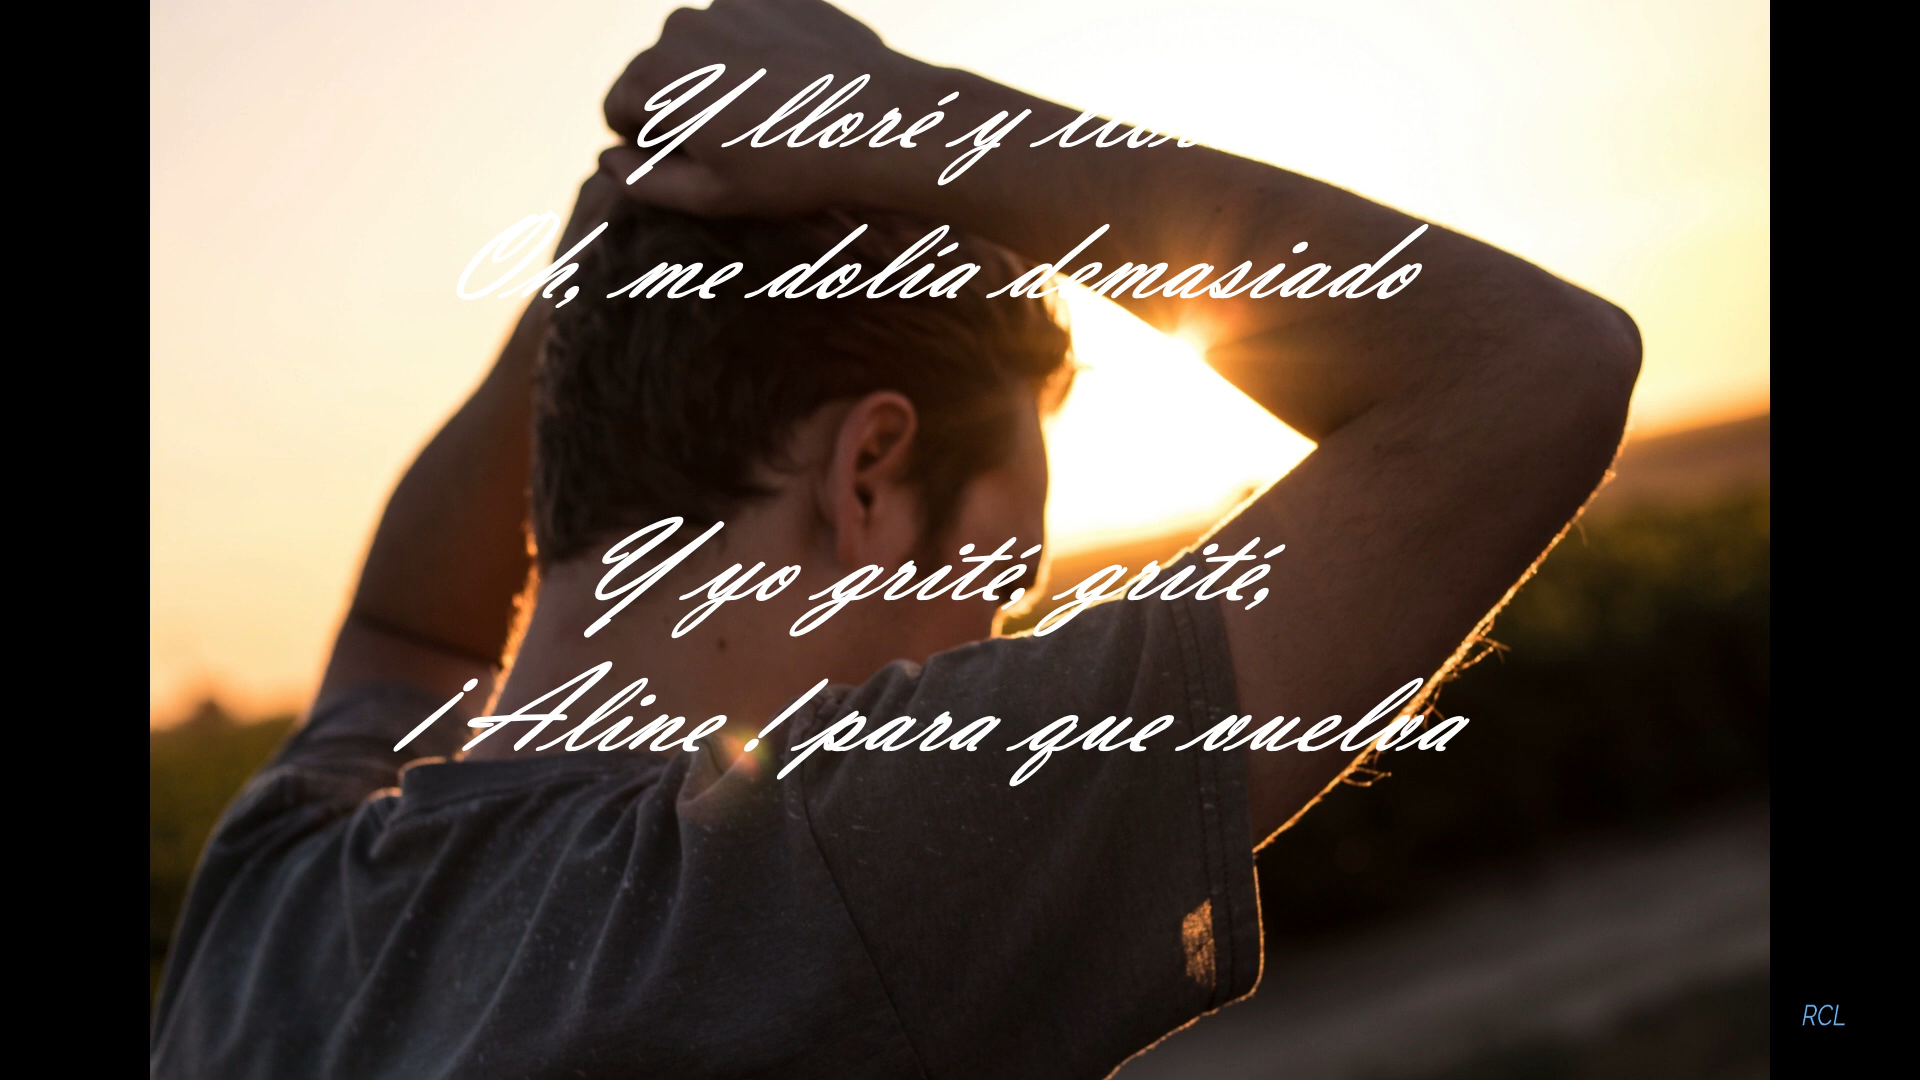 Y lloré y
Oh, me dolía demasiado
Y yo grité, grité,
¡ Aline ! para que vuelva
RCL